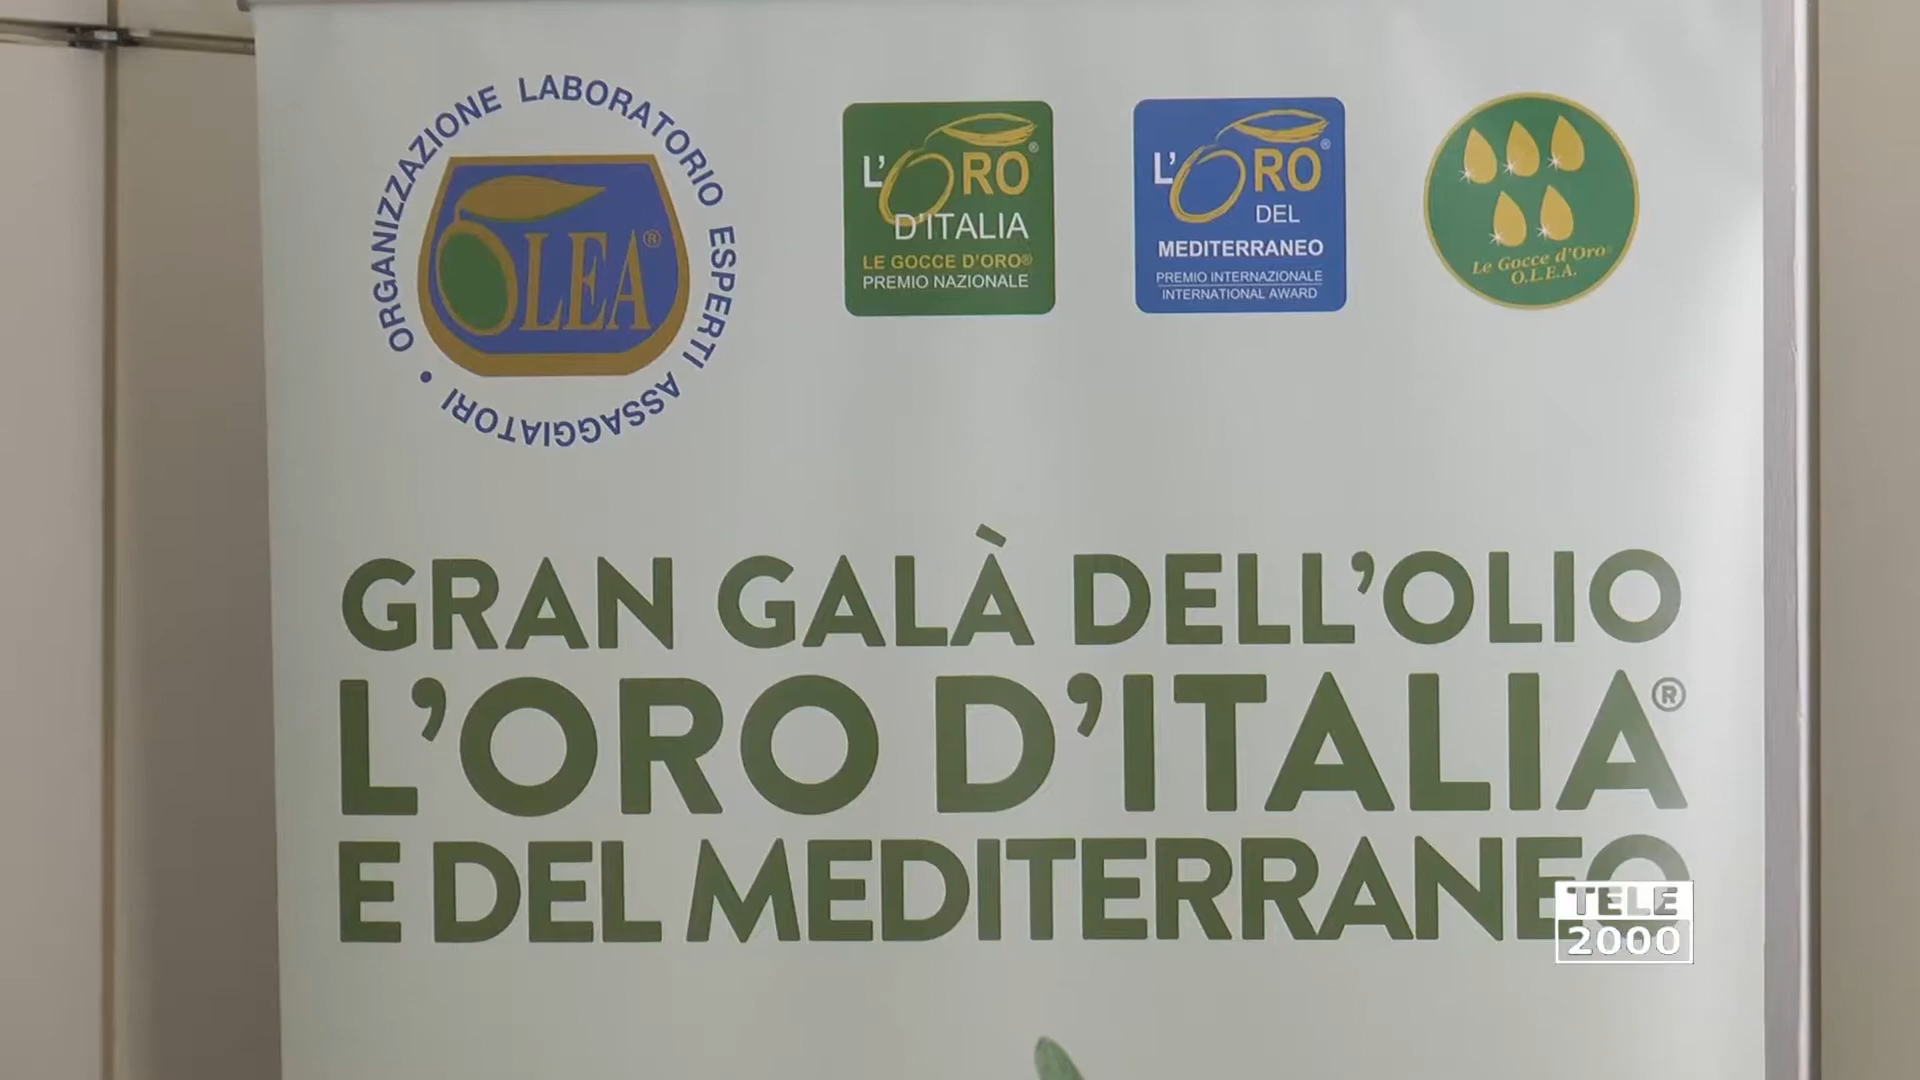 ORGANIZZAZIONE LABORATORIO ESPERTI ASSAGGIATORI •
OLEA®
L'ORO®
D'ITALIA
LE GOCCE D'ORO®
PREMIO NAZIONALE
L'ORO®
DEL
MEDITERRANEO
PREMIO INTERNAZIONALE
INTERNATIONAL AWARD
Le Gocce d'Oro®
O.L.E.A.
GRAN GALÀ DELL'OLIO
L'ORO D'ITALIA®
E DEL MEDITERRANEO
TELE
2000